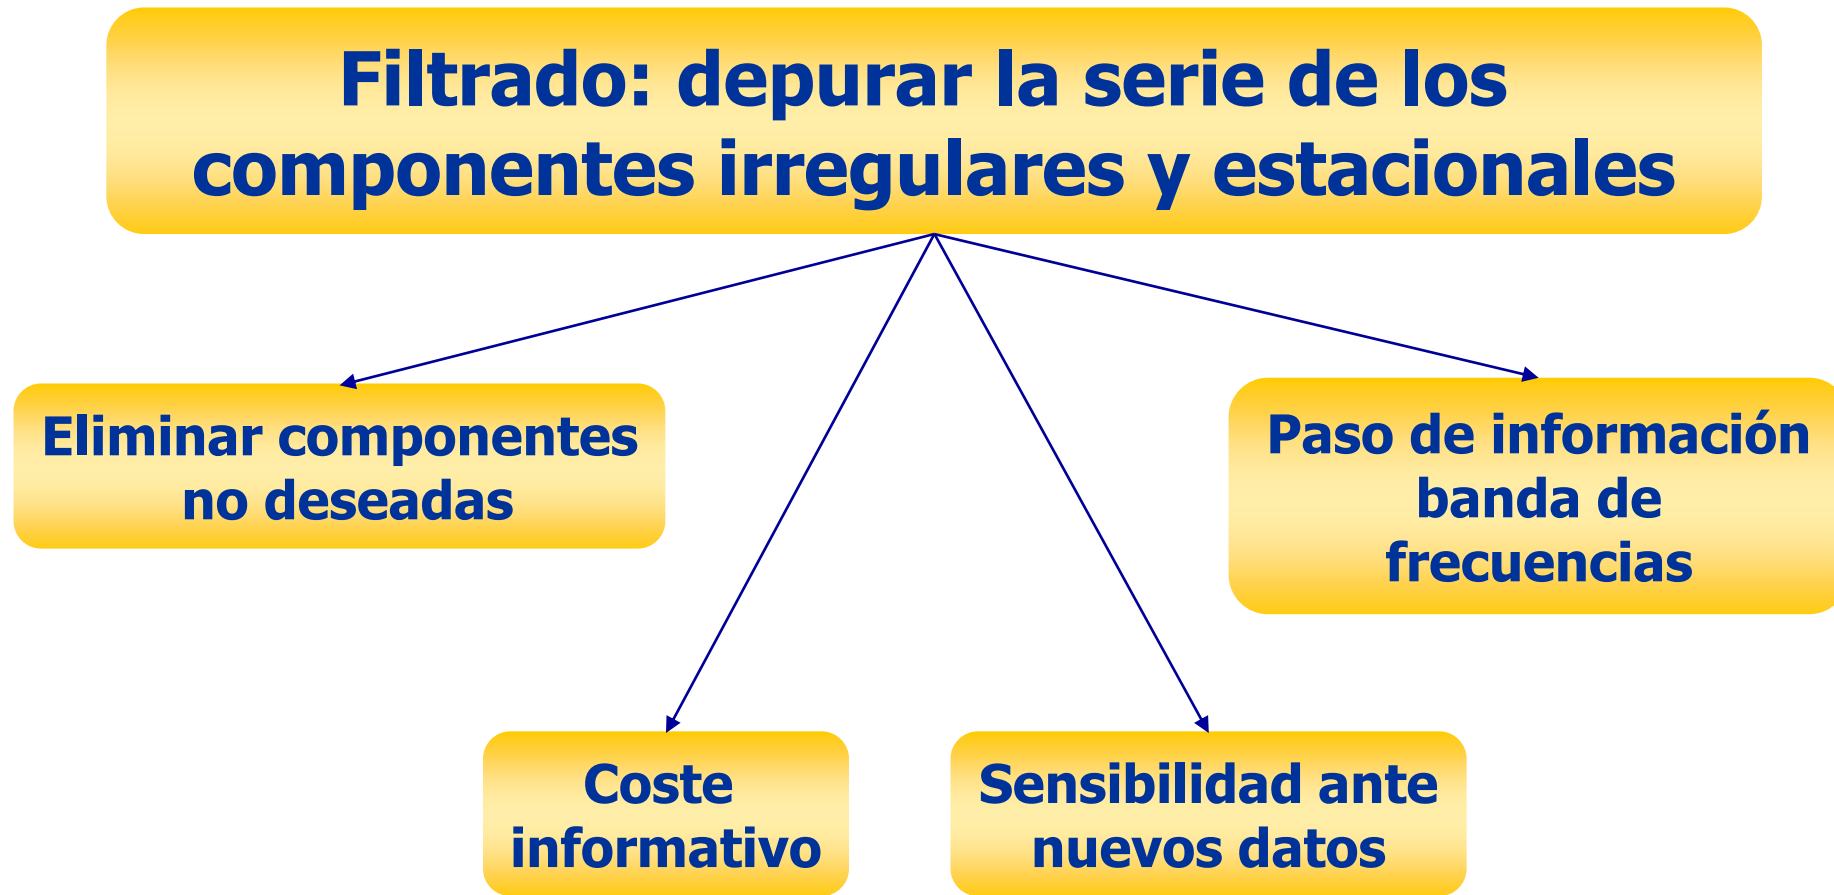 Filtrado: depurar la serie de los
componentes irregulares y estacionales
Eliminar componentes
no deseadas
Paso de información
banda de
frecuencias
Coste
informativo
Sensibilidad ante
nuevos datos